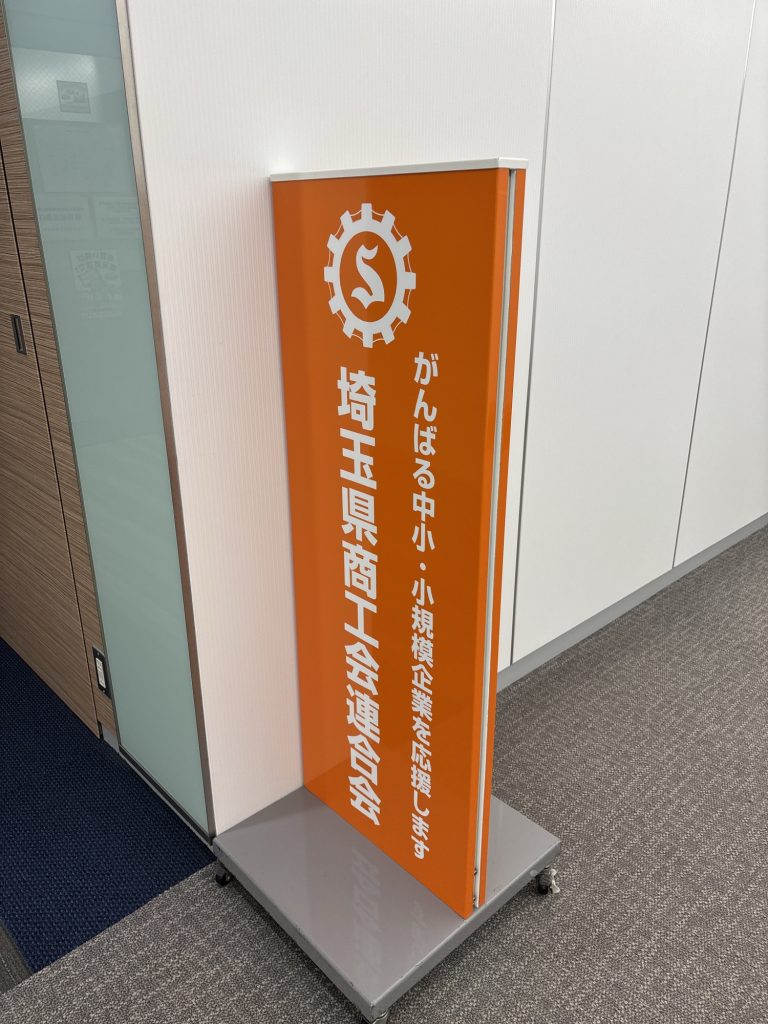 がんばる中小・小規模企業を応援します
埼玉県商工会連合会
S